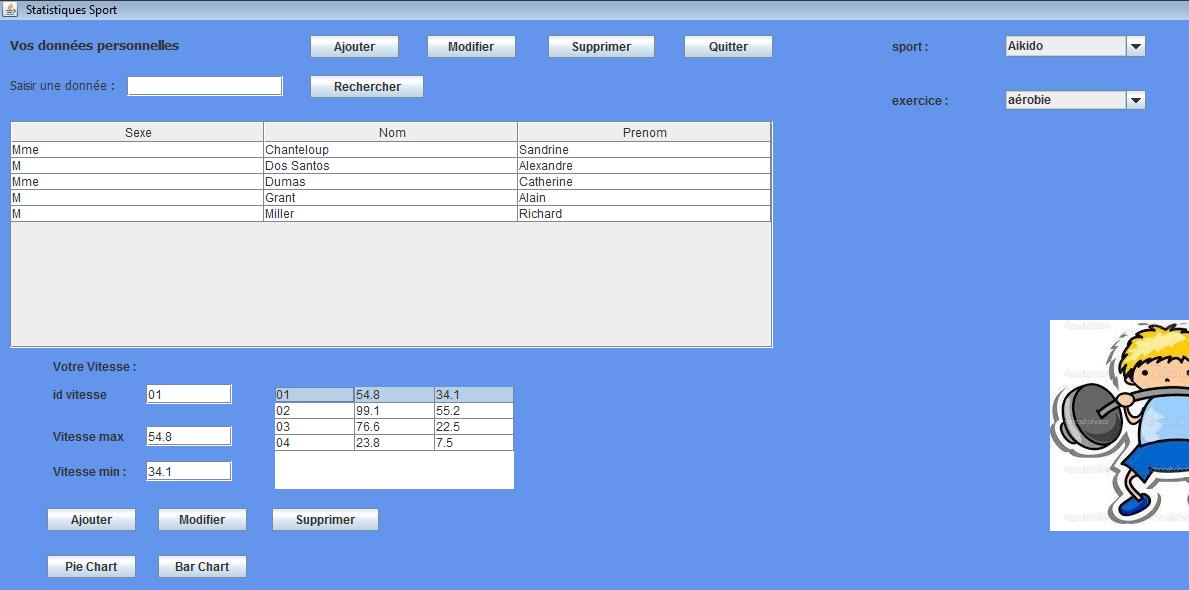 Statistiques Sport
Vos données personnelles Ajouter Modifier Supprimer Quitter sport : Aikido
Saisir une donnée : Rechercher
exercice : aérobie
Sexe Nom Prenom
Mme Chanteloup Sandrine
M Dos Santos Alexandre
Mme Dumas Catherine
M Grant Alain
M Miller Richard
Votre Vitesse :
id vitesse 01
Vitesse max 54.8
Vitesse min : 34.1
01 54.8 34.1
02 99.1 55.2
03 76.6 22.5
04 23.8 7.5
Ajouter Modifier Supprimer
Pie Chart Bar Chart